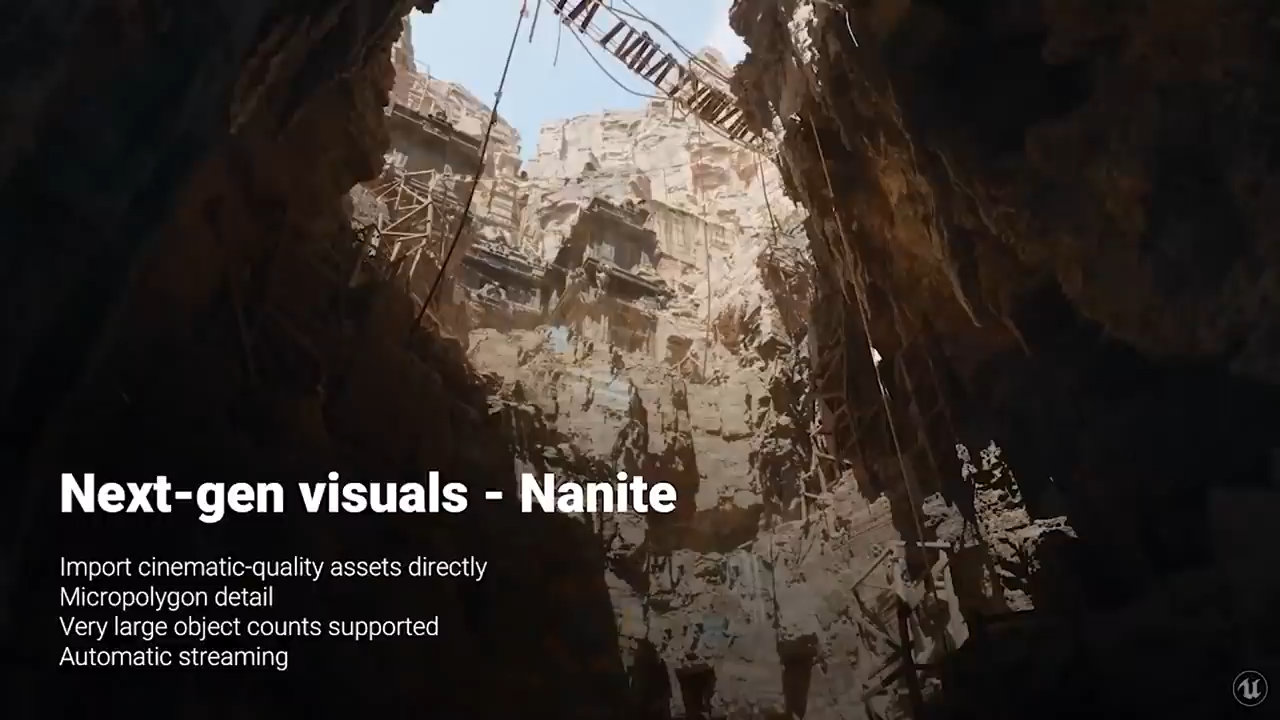 Next-gen visuals - Nanite
Import cinematic-quality assets directly
Micropolygon detail
Very large object counts supported
Automatic streaming